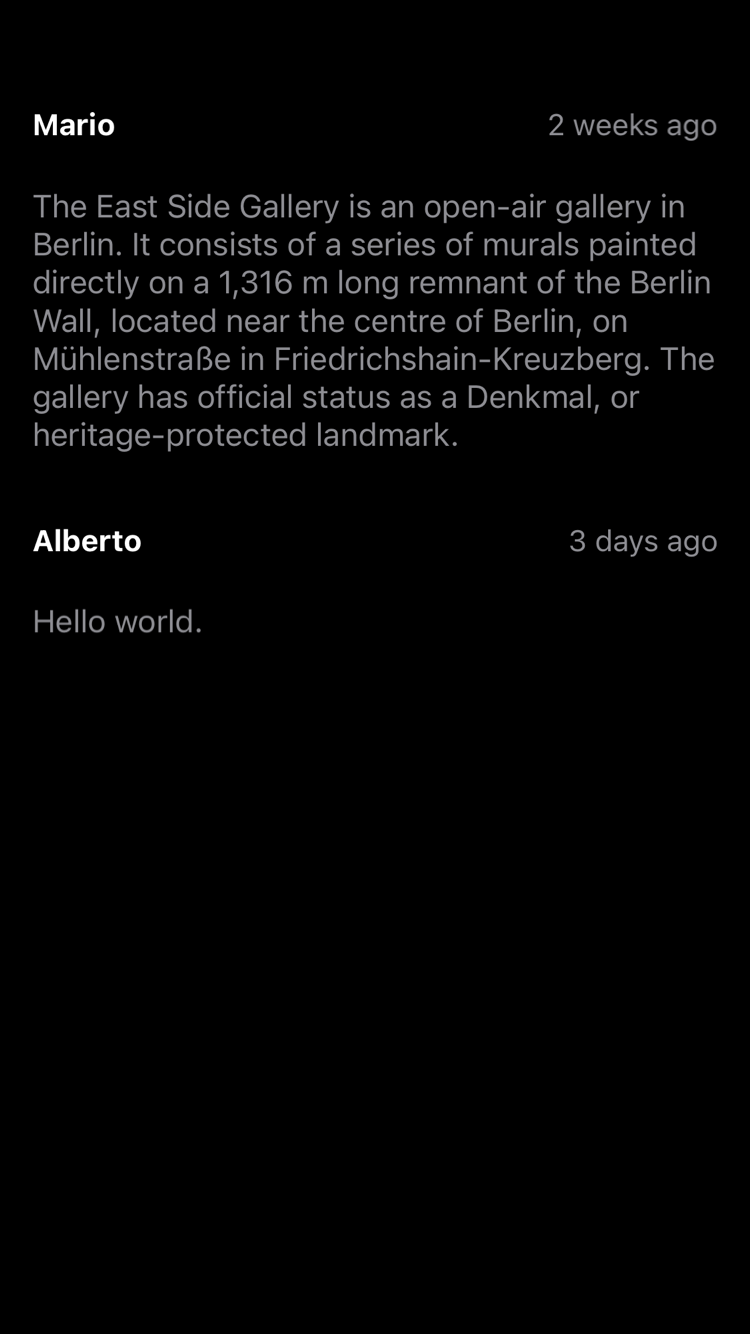 Mario 2 weeks ago
The East Side Gallery is an open-air gallery in
Berlin. It consists of a series of murals painted
directly on a 1,316 m long remnant of the Berlin
Wall, located near the centre of Berlin, on
Mühlenstraße in Friedrichshain-Kreuzberg. The
gallery has official status as a Denkmal, or
heritage-protected landmark.
Alberto 3 days ago
Hello world.